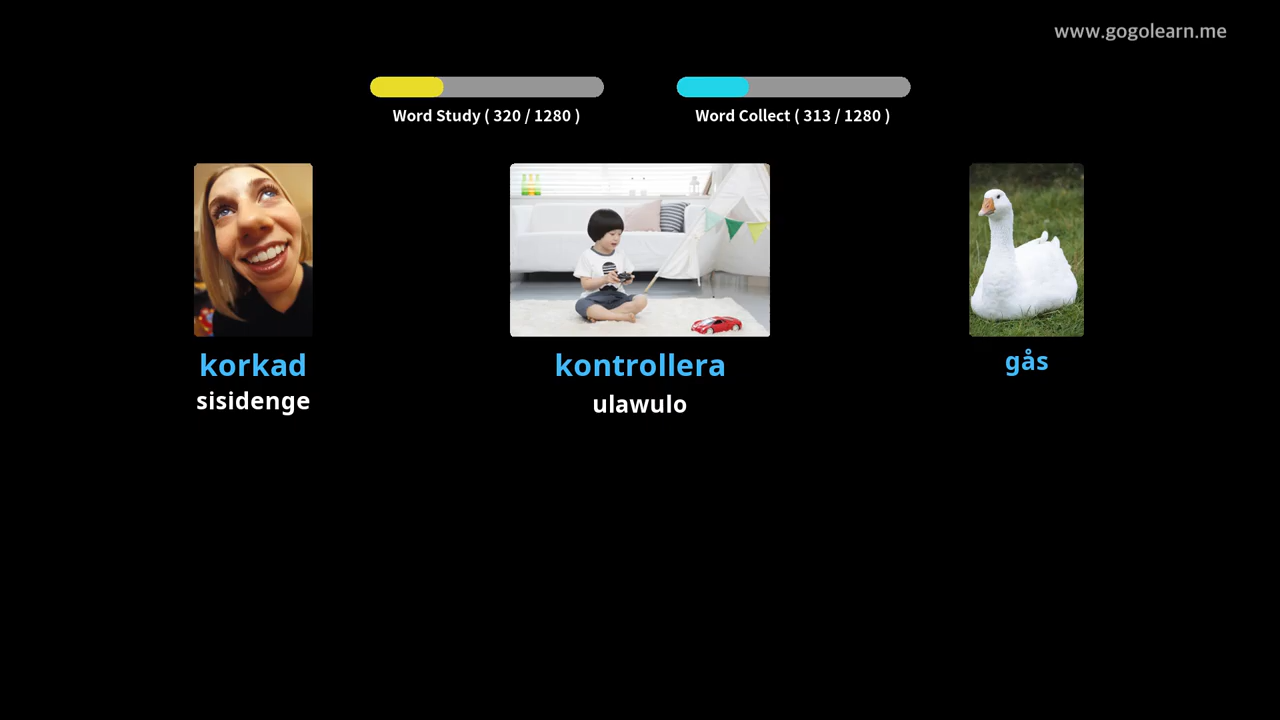 www.gogolearn.me
Word Study ( 320 / 1280 )
Word Collect ( 313 / 1280 )
korkad
kontrollera
gås
sisidenge
ulawulo